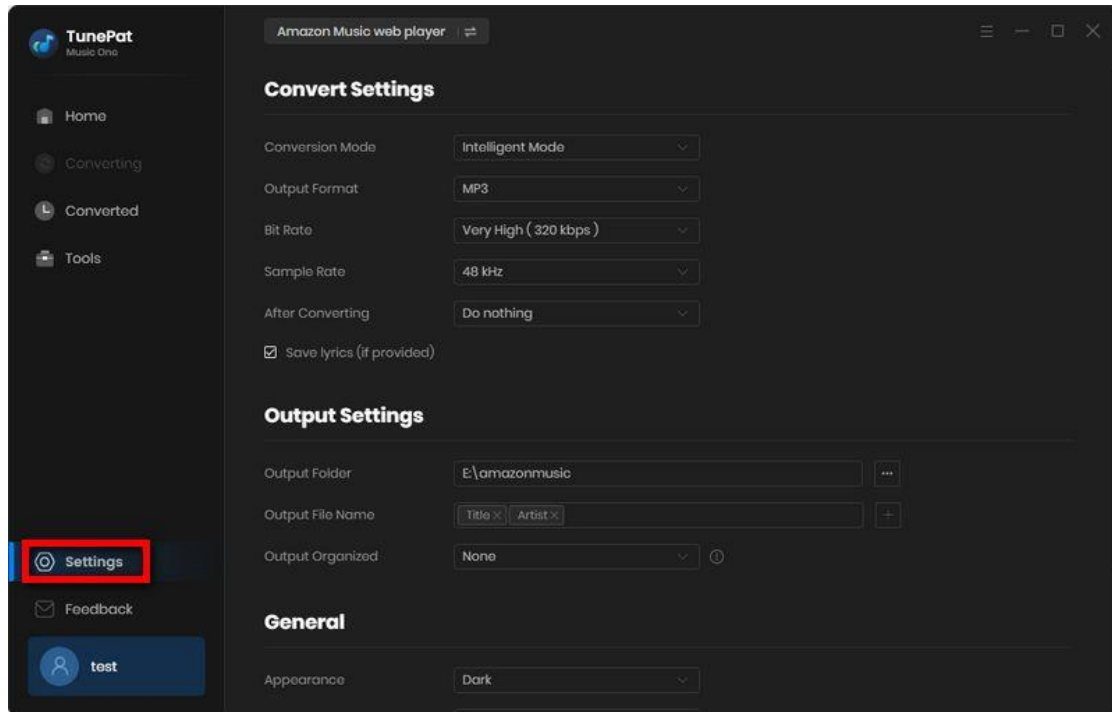 TunePat
Music One
Amazon Music web player
Home
Converting
Converted
Tools
Settings
Feedback
test
Convert Settings
Conversion Mode Intelligent Mode
Output Format MP3
Bit Rate Very High ( 320 kbps )
Sample Rate 48 kHz
After Converting Do nothing
Save lyrics (if provided)
Output Settings
Output Folder E:\amazonmusic ...
Output File Name Title × Artist × +
Output Organized None
General
Appearance Dark